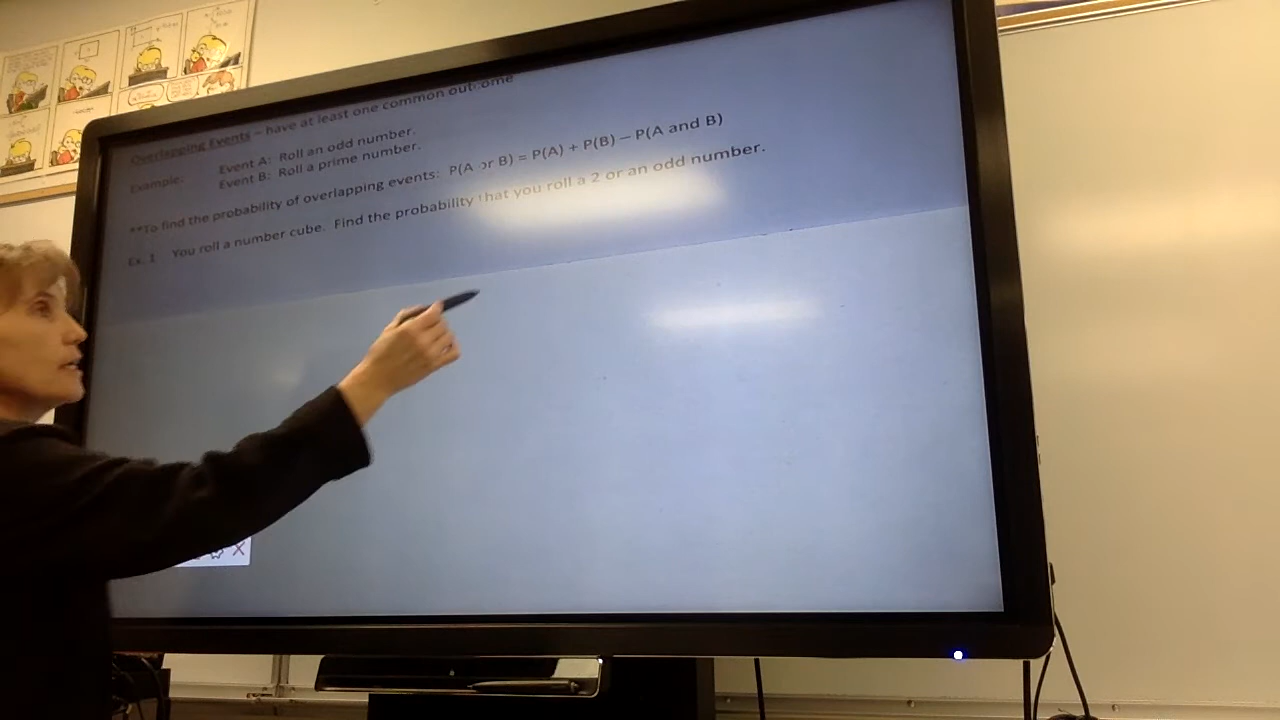 Overlapping Events – have at least one common outcome
Example: Event A: Roll an odd number.
Event B: Roll a prime number.
**To find the probability of overlapping events: P(A or B) = P(A) + P(B) – P(A and B)
Ex. 1 You roll a number cube. Find the probability that you roll a 2 or an odd number.